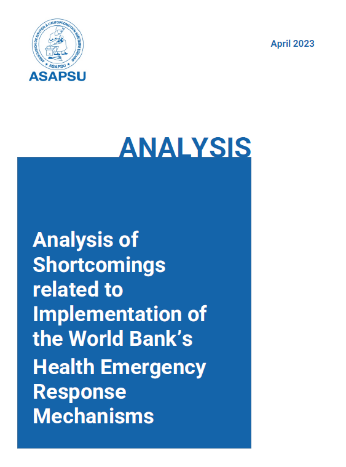 ASAPSU
April 2023
ANALYSIS
Analysis of
Shortcomings
related to
Implementation of
the World Bank's
Health Emergency
Response
Mechanisms